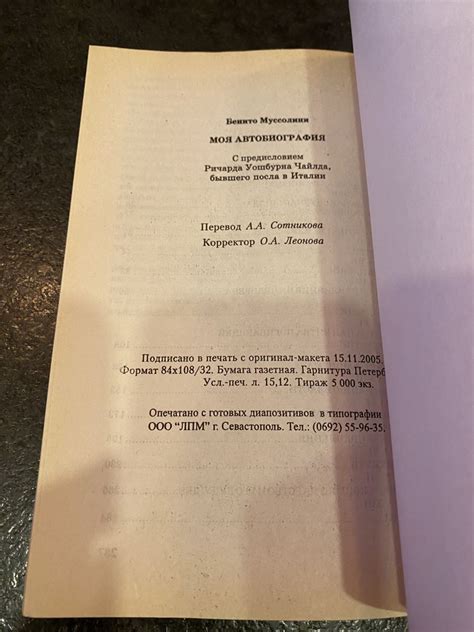 Бенито Муссолини
МОЯ АВТОБИОГРАФИЯ
С предисловием
Ричарда Уошбурна Чайлда,
бывшего посла в Италии
Перевод А.А. Сотникова
Корректор О.А. Леонова
Подписано в печать с оригинал-макета 15.11.2005.
Формат 84х108/32. Бумага газетная. Гарнитура Петерб
Усл.-печ. л. 15,12. Тираж 5 000 экз.
Опечатано с готовых диапозитивов в типографии
ООО “ЛПМ” г. Севастополь. Тел.: (0692) 55-96-35.